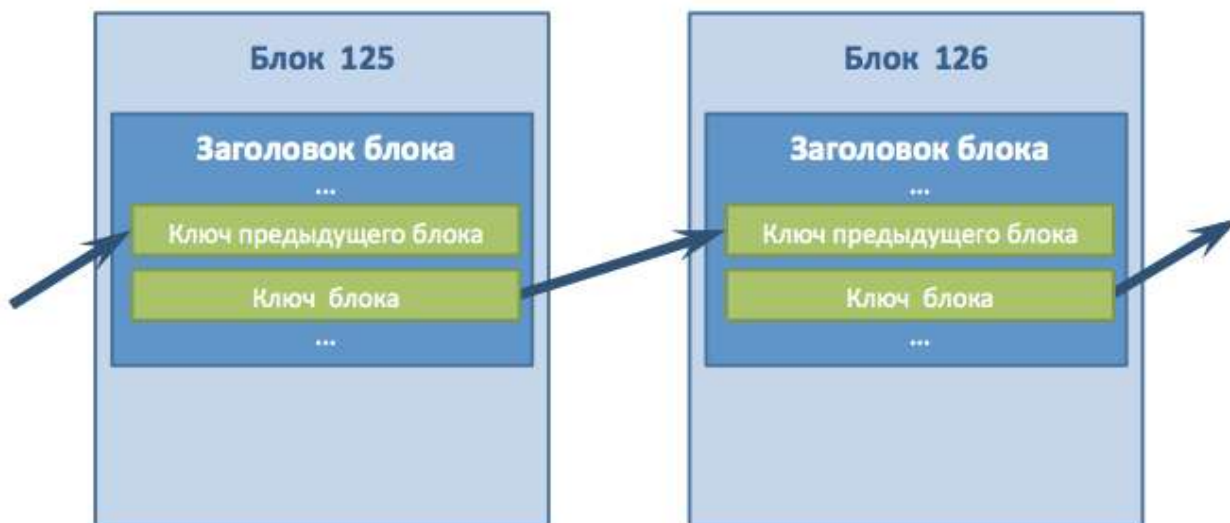 Блок 125
Заголовок блока
...
Ключ предыдущего блока
Ключ блока
...
Блок 126
Заголовок блока
...
Ключ предыдущего блока
Ключ блока
...